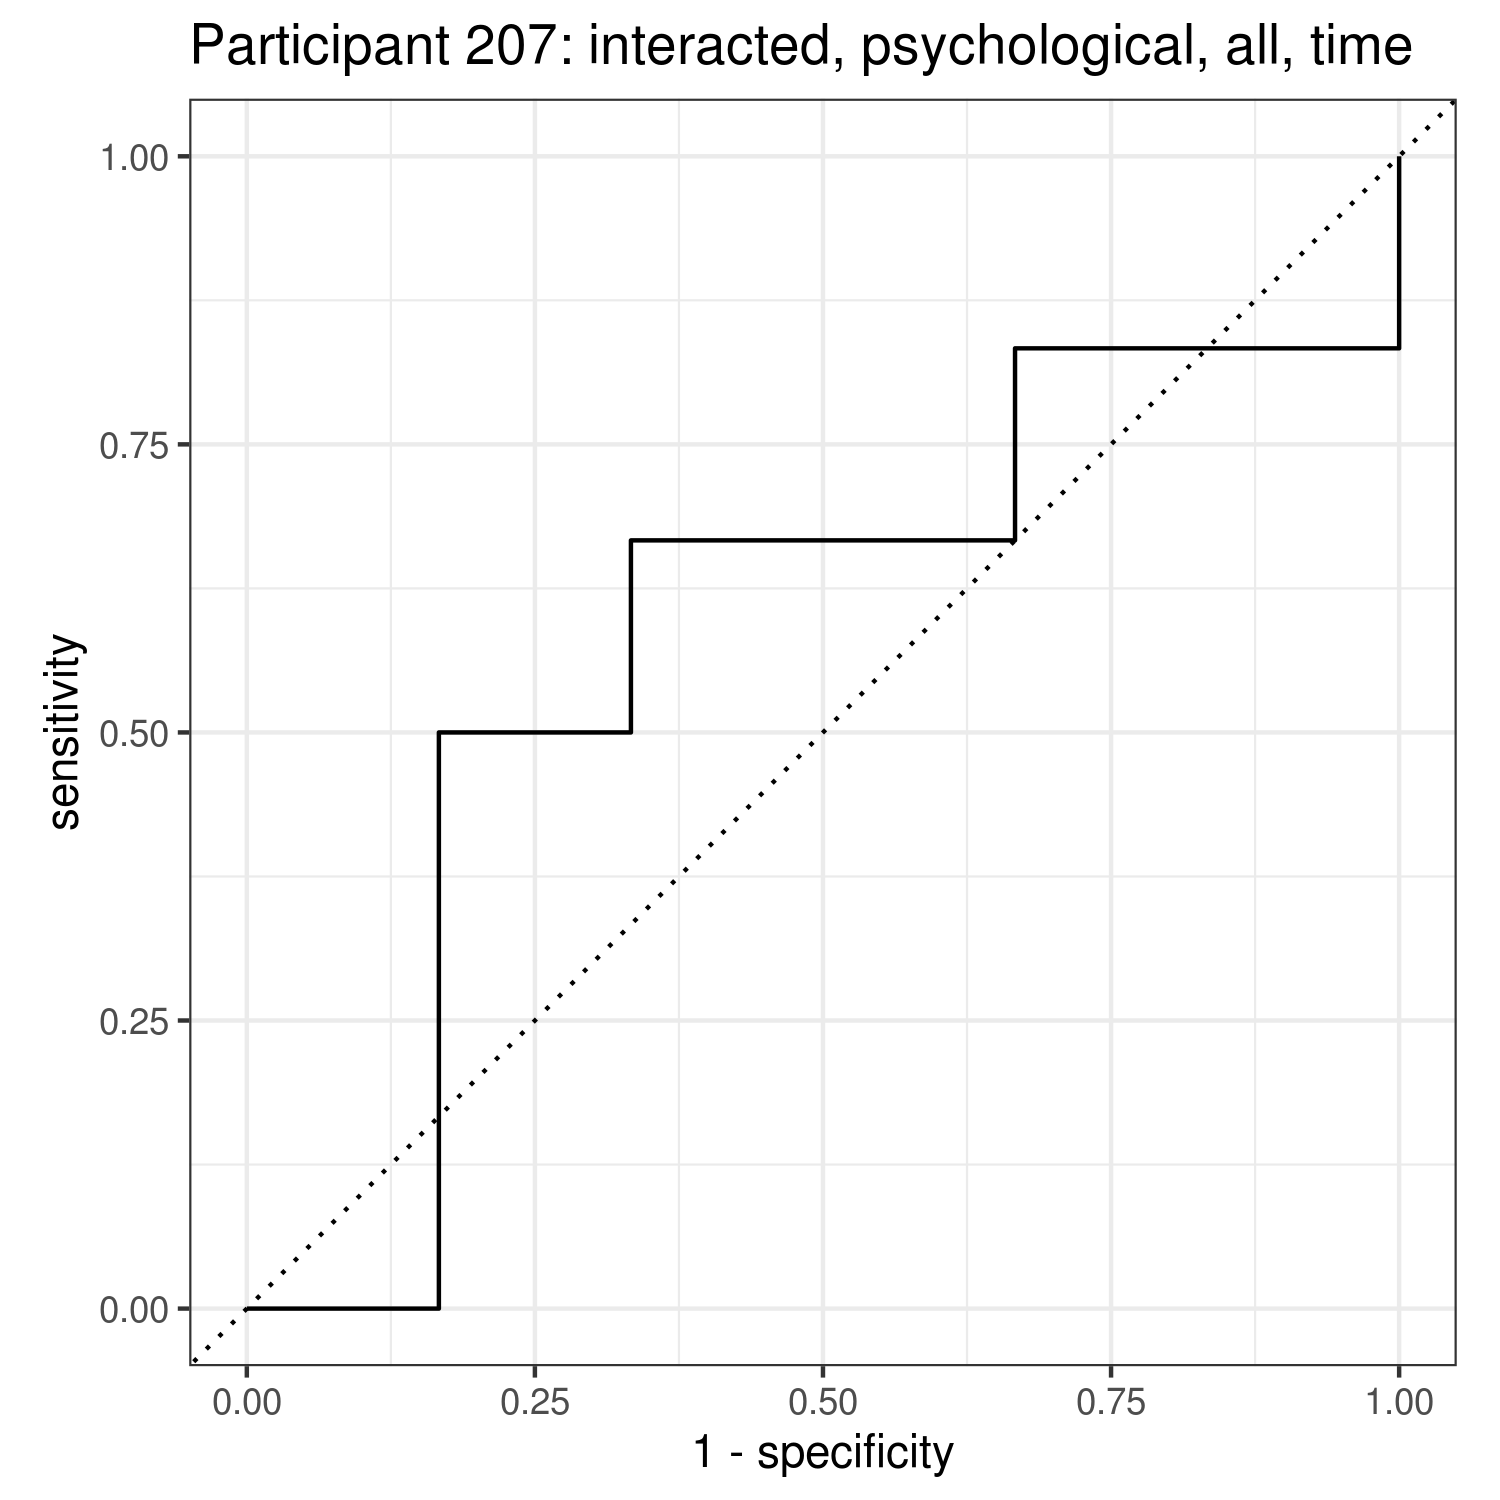 Participant 207: interacted, psychological, all, time
1.00
0.75
0.50
0.25
0.00
sensitivity
0.00 0.25 0.50 0.75 1.00
1 - specificity